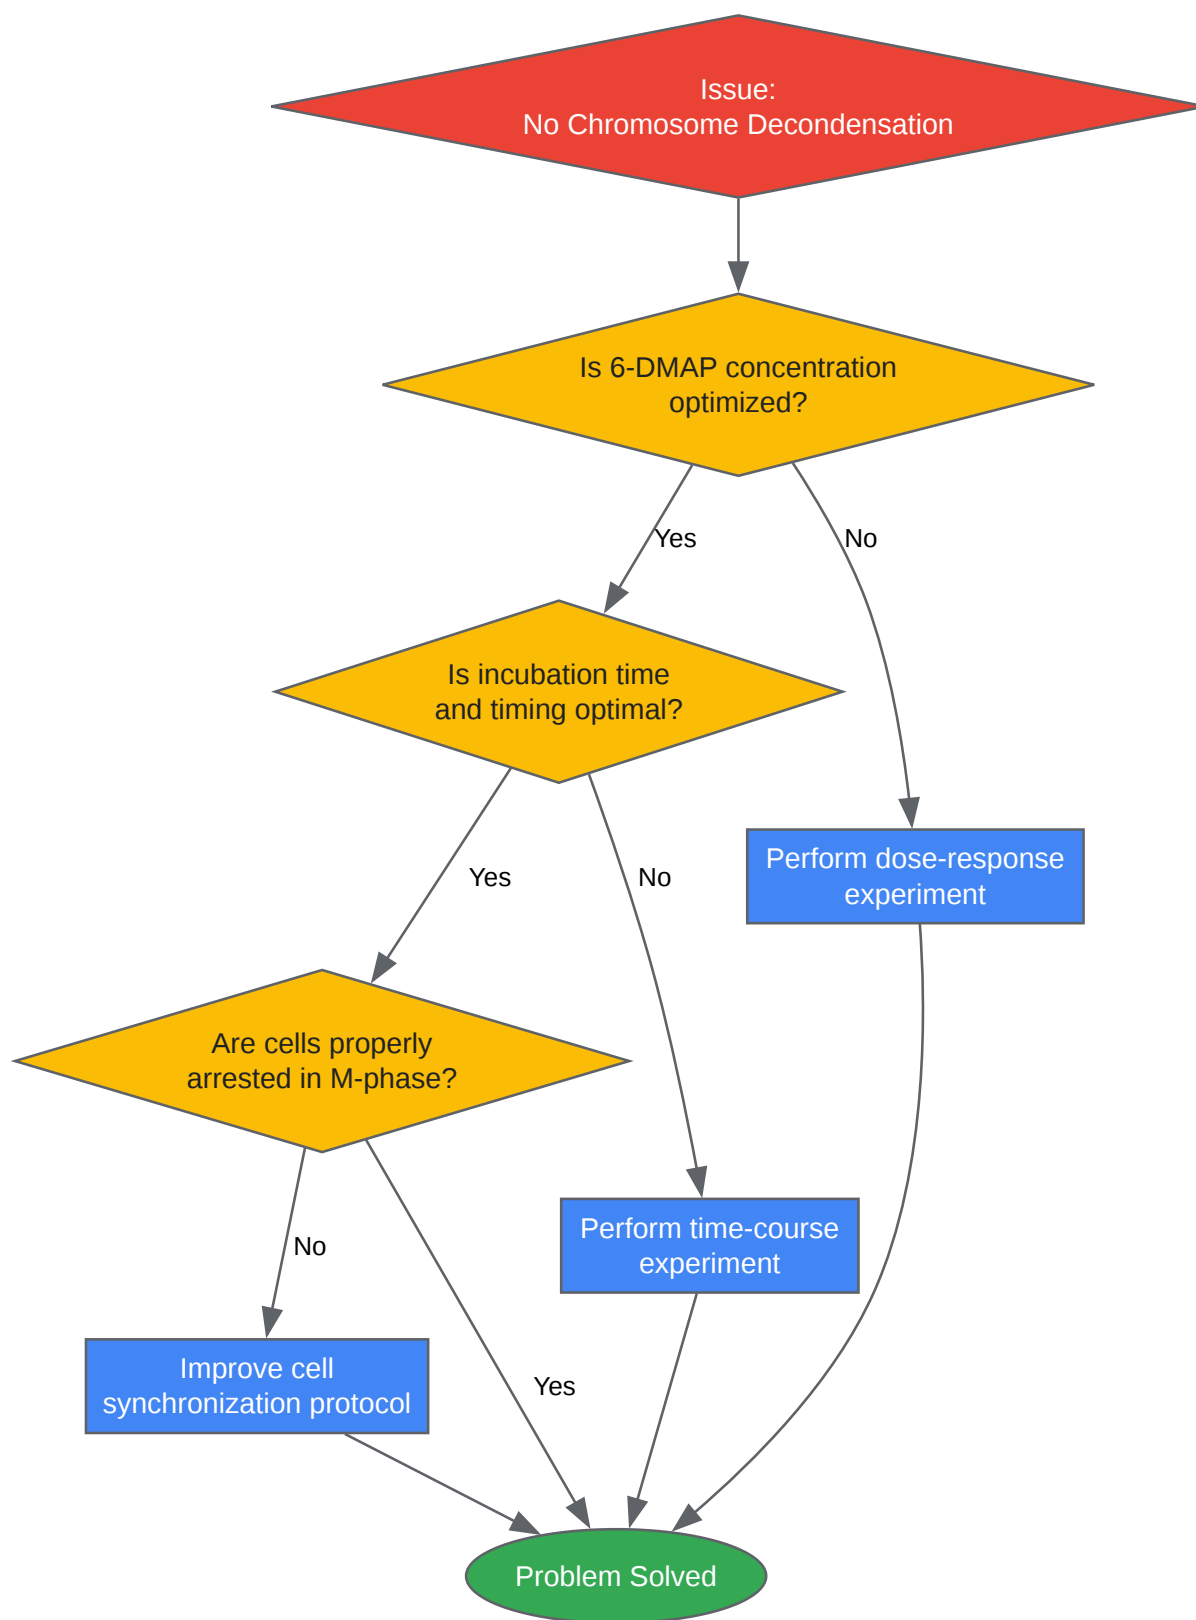 Issue:
No Chromosome Decondensation
Is 6-DMAP concentration
optimized?
Yes
No
Is incubation time
and timing optimal?
Perform dose-response
experiment
Yes
No
Are cells properly
arrested in M-phase?
Perform time-course
experiment
No
Improve cell
synchronization protocol
Yes
Problem Solved